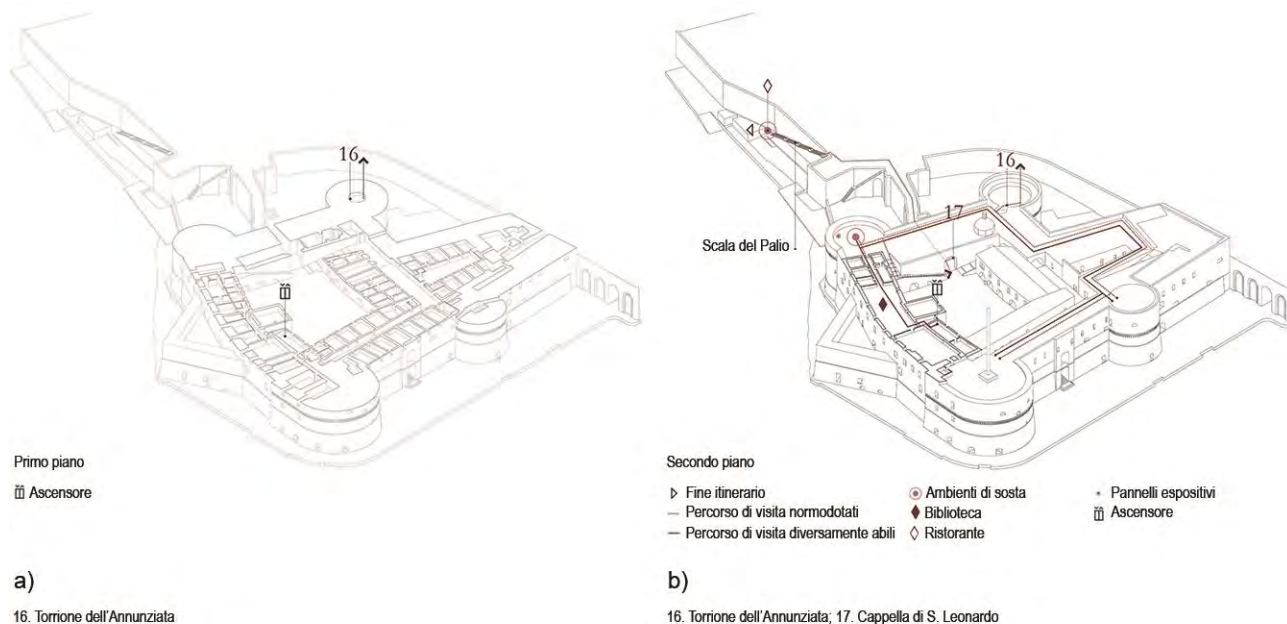 16
Primo piano
Ascensore
a)
16. Torrione dell'Annunziata
16
17
Scala del Palio
Secondo piano
Fine itinerario
Percorso di visita normodotati
Percorso di visita diversamente abili
Ambienti di sosta
Biblioteca
Ristorante
Pannelli espositivi
Ascensore
b)
16. Torrione dell'Annunziata; 17. Cappella di S. Leonardo